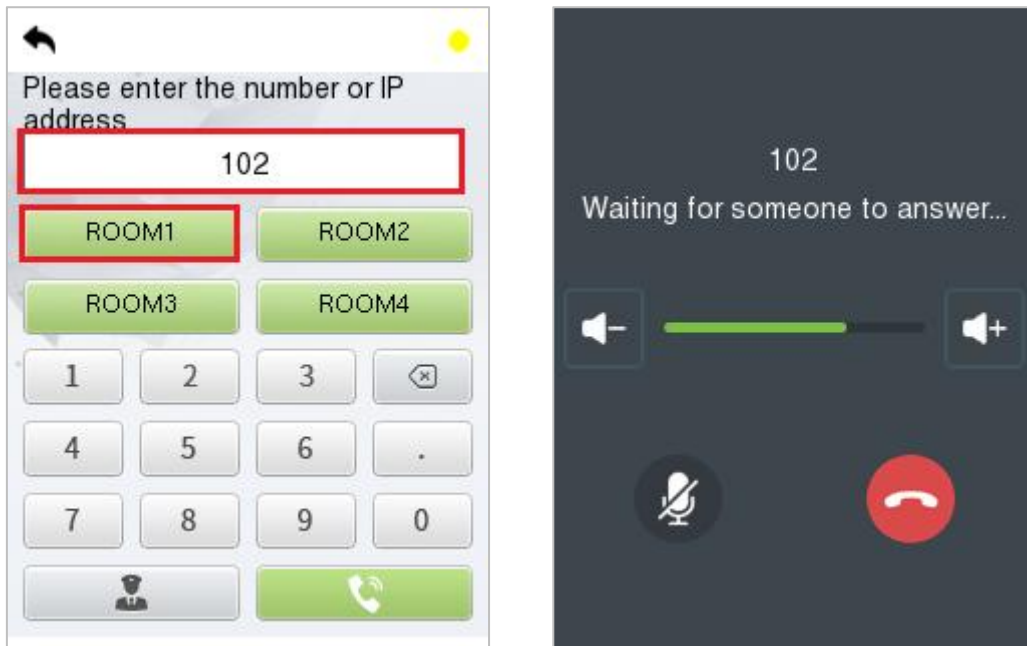 Please enter the number or IP
address
102
ROOM1 ROOM2
ROOM3 ROOM4
1 2 3
4 5 6 .
7 8 9 0
102
Waiting for someone to answer...